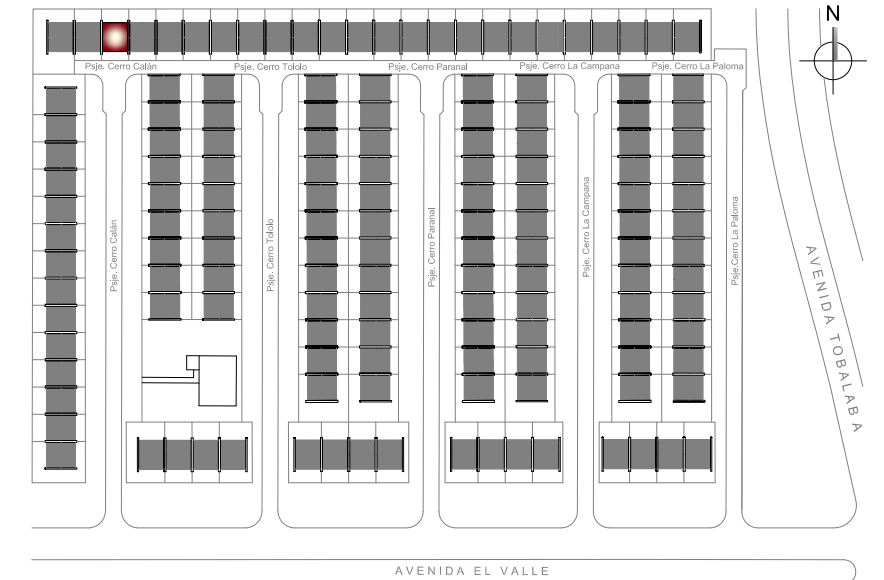 N
Psje. Cerro Calán
Psje. Cerro Tololo
Psje. Cerro Paranal
Psje. Cerro La Campana
Psje. Cerro La Paloma
Psje. Cerro Calán
Psje. Cerro Tololo
Psje. Cerro Paranal
Psje. Cerro La Campana
Psje.Cerro La Paloma
AVENIDA TOBALABA
AVENIDA EL VALLE